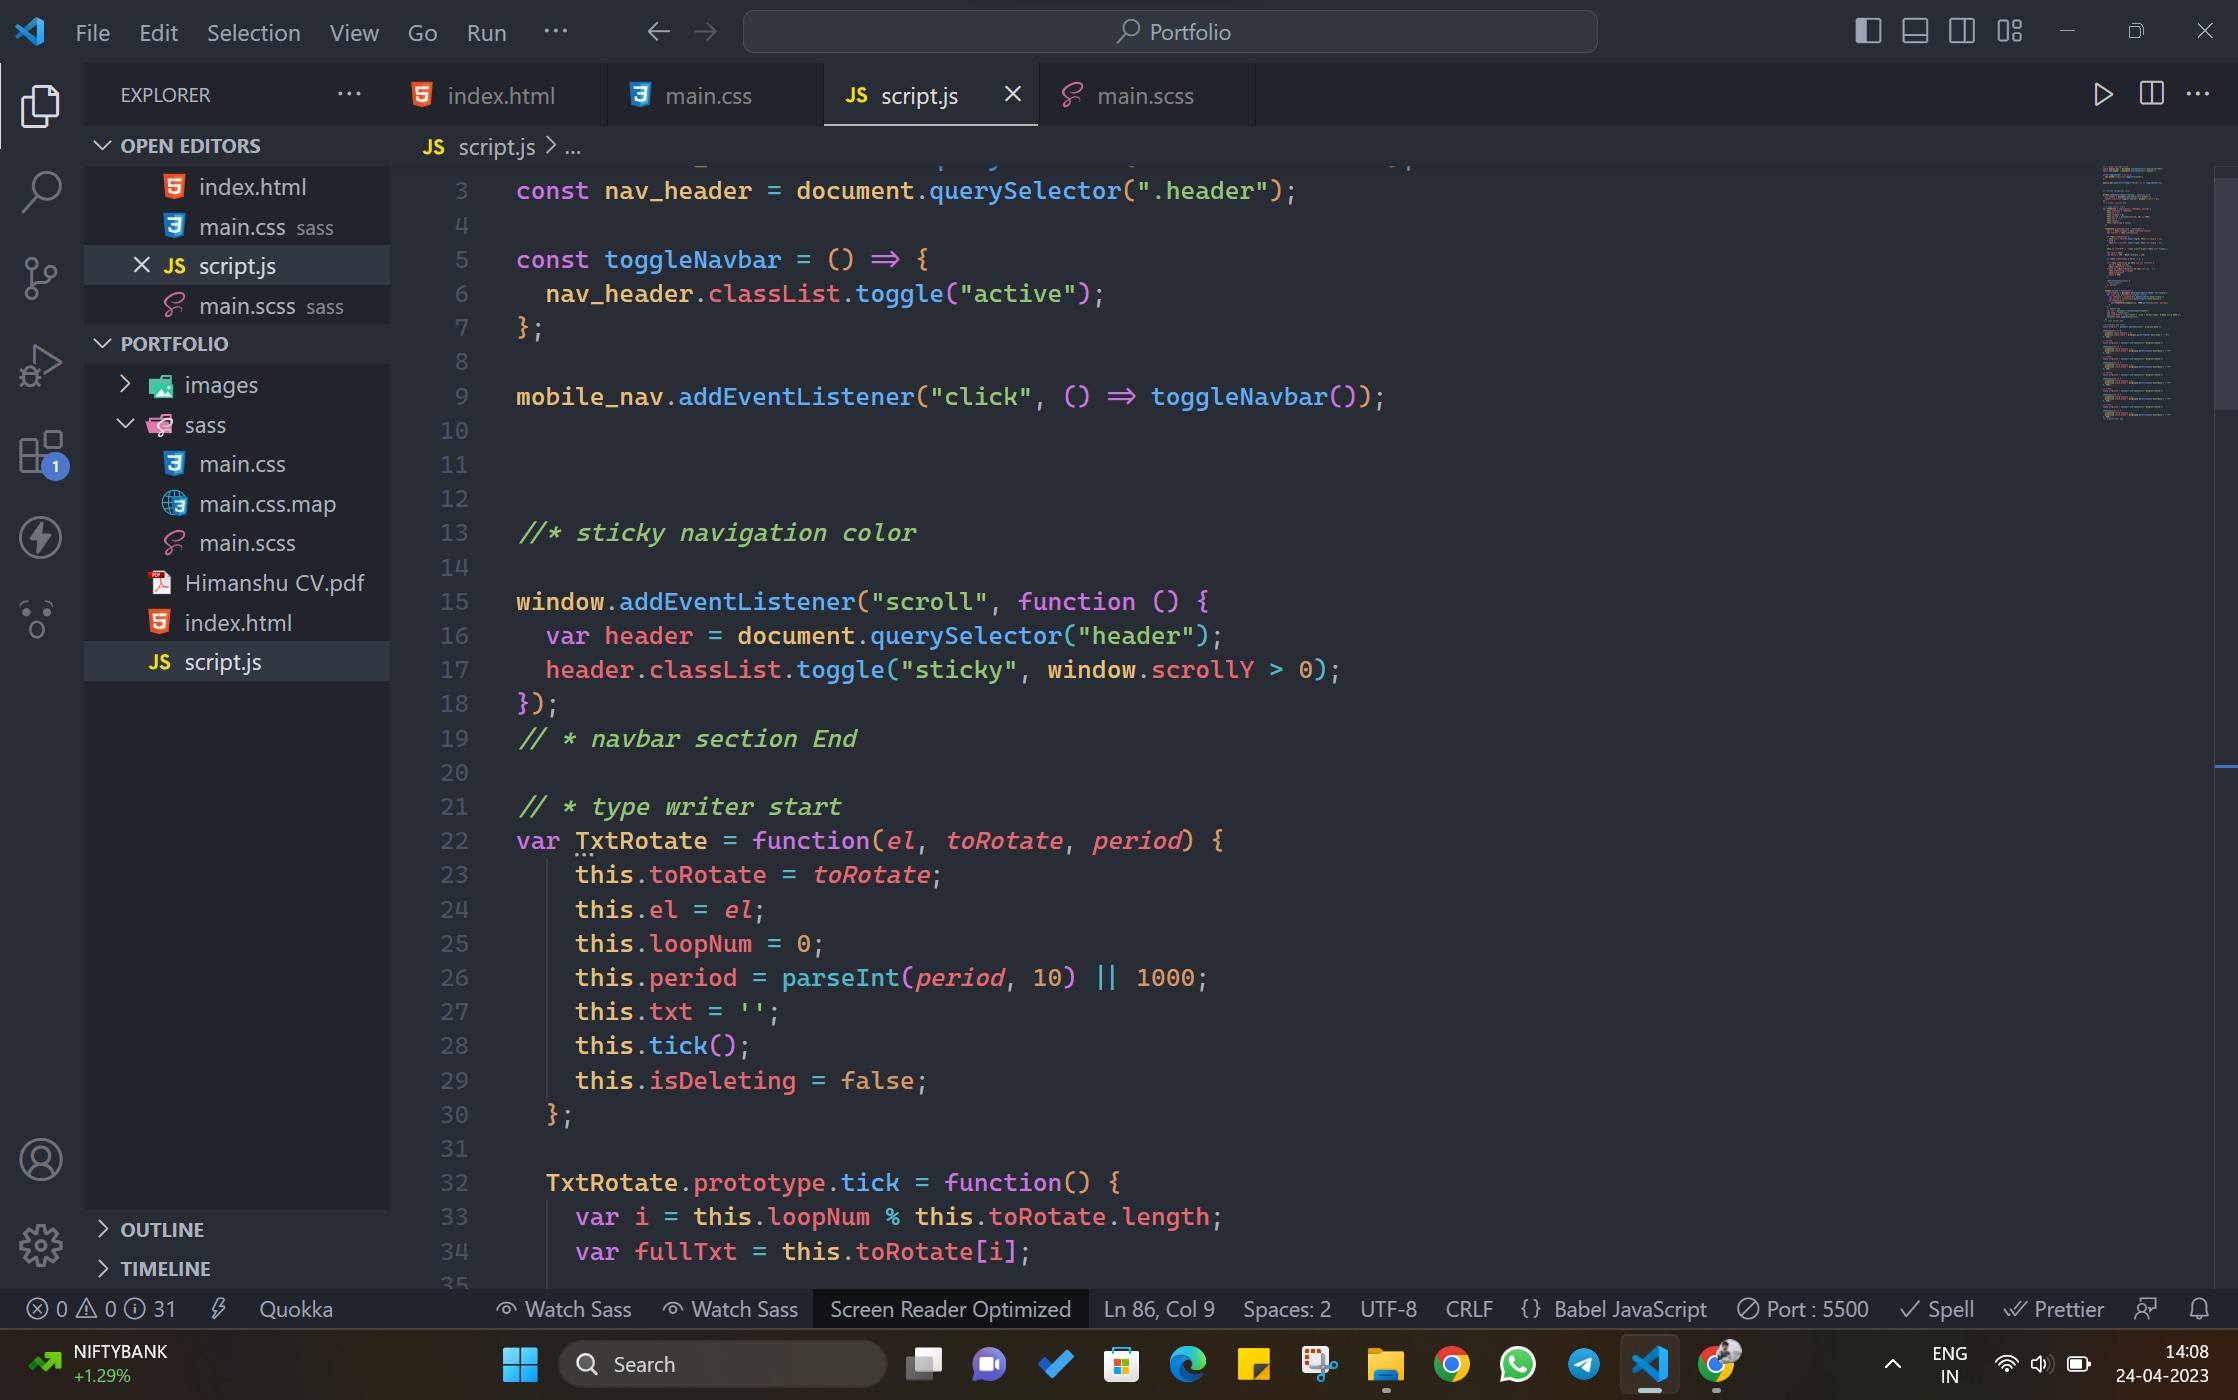 File Edit Selection View Go Run ··· Portfolio
EXPLORER ··· index.html main.css JS script.js main.scss ···
OPEN EDITORS
JS script.js > ...
index.html
main.css sass
JS script.js
main.scss sass
PORTFOLIO
images
sass
main.css
main.css.map
main.scss
Himanshu CV.pdf
index.html
JS script.js
OUTLINE
TIMELINE
3 const nav_header = document.querySelector(".header");
4
5 const toggleNavbar = () => {
6 nav_header.classList.toggle("active");
7 };
8
9 mobile_nav.addEventListener("click", () => toggleNavbar());
10
11
12
13 //* sticky navigation color
14
15 window.addEventListener("scroll", function () {
16 var header = document.querySelector("header");
17 header.classList.toggle("sticky", window.scrollY > 0);
18 });
19 // * navbar section End
20
21 // * type writer start
22 var TxtRotate = function(el, toRotate, period) {
23 this.toRotate = toRotate;
24 this.el = el;
25 this.loopNum = 0;
26 this.period = parseInt(period, 10) || 1000;
27 this.txt = '';
28 this.tick();
29 this.isDeleting = false;
30 };
31
32 TxtRotate.prototype.tick = function() {
33 var i = this.loopNum % this.toRotate.length;
34 var fullTxt = this.toRotate[i];
35
1
0 0 31 Quokka Watch Sass Watch Sass Screen Reader Optimized Ln 86, Col 9 Spaces: 2 UTF-8 CRLF {} Babel JavaScript Port : 5500 Spell Prettier
NIFTYBANK
+1.29%
Search
ENG
IN
14:08
24-04-2023